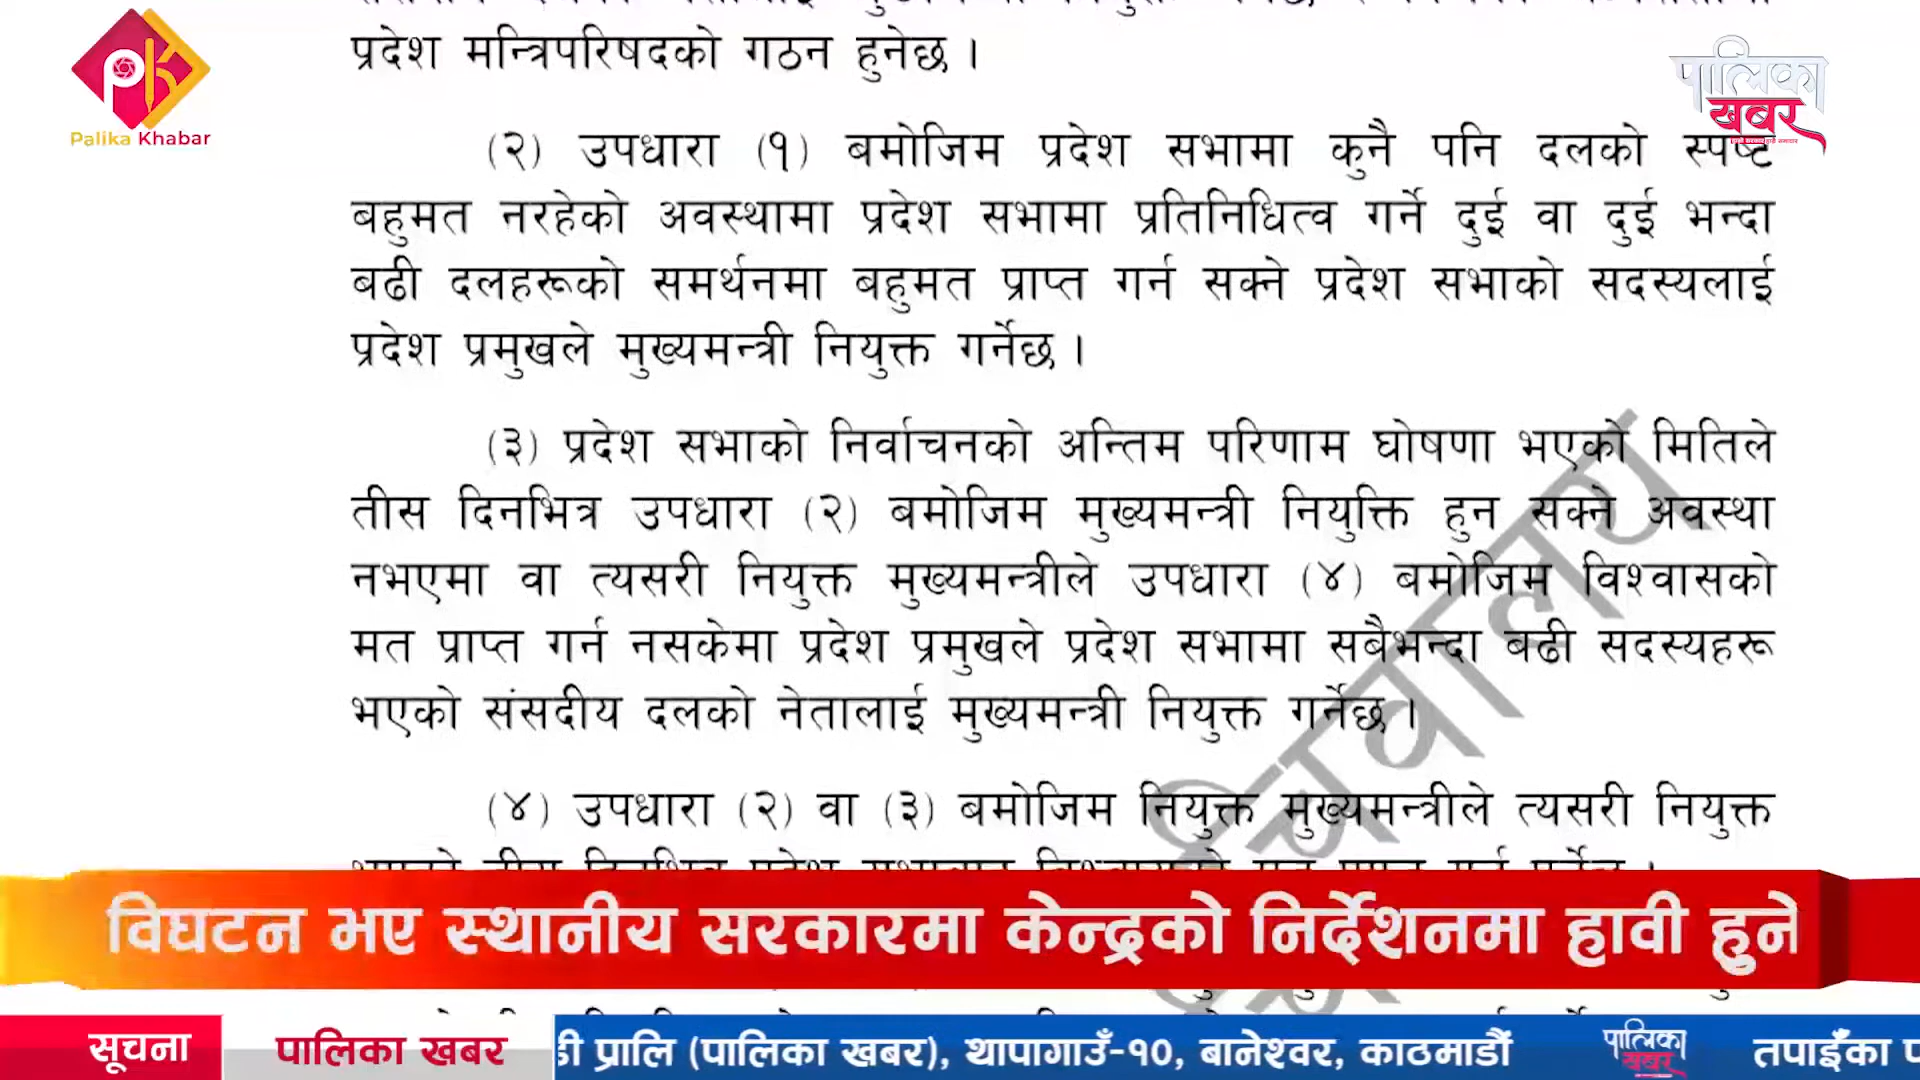 प्रदेश मन्त्रिपरिषदको गठन हुनेछ ।
PK
Palika Khabar
पालिका
खबर
(२) उपधारा (१) बमोजिम प्रदेश सभामा कुनै पनि दलको स्पष्ट
बहुमत नरहेको अवस्थामा प्रदेश सभामा प्रतिनिधित्व गर्ने दुई वा दुई भन्दा
बढी दलहरूको समर्थनमा बहुमत प्राप्त गर्न सक्ने प्रदेश सभाको सदस्यलाई
प्रदेश प्रमुखले मुख्यमन्त्री नियुक्त गर्नेछ ।
(३) प्रदेश सभाको निर्वाचनको अन्तिम परिणाम घोषणा भएको मितिले
तीस दिनभित्र उपधारा (२) बमोजिम मुख्यमन्त्री नियुक्ति हुन सक्ने अवस्था
नभएमा वा त्यसरी नियुक्त मुख्यमन्त्रीले उपधारा (४) बमोजिम विश्वासको
मत प्राप्त गर्न नसकेमा प्रदेश प्रमुखले प्रदेश सभामा सबैभन्दा बढी सदस्यहरू
भएको संसदीय दलको नेतालाई मुख्यमन्त्री नियुक्त गर्नेछ ।
(४) उपधारा (२) वा (३) बमोजिम नियुक्त मुख्यमन्त्रीले त्यसरी नियुक्त
विघटन भए स्थानीय सरकारमा केन्द्रको निर्देशनमा हावी हुने
सूचना
पालिका खबर
प्रालि (पालिका खबर), थापागाउँ-१०, बानेश्वर, काठमाडौं
पालिका
खबर
तपाईँका